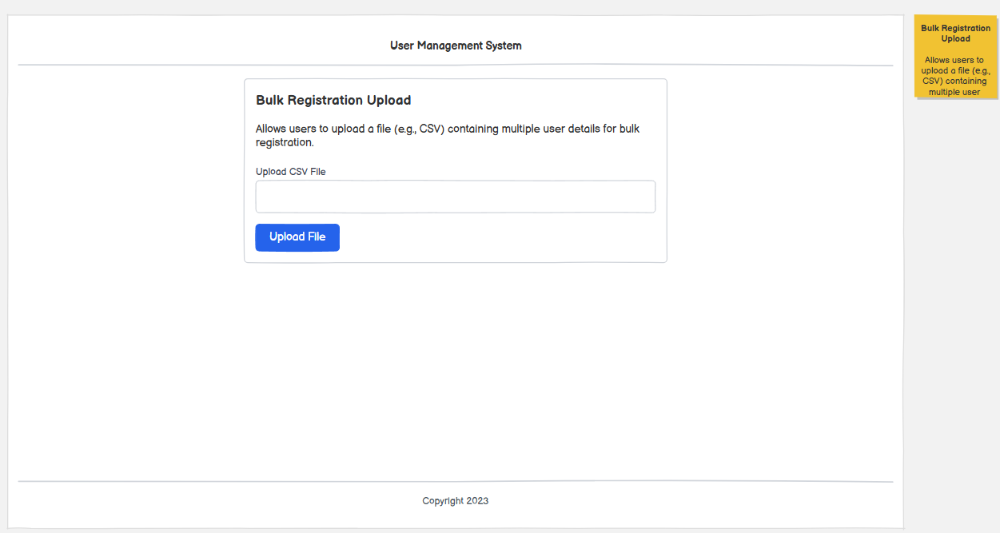 User Management System
Bulk Registration Upload
Allows users to upload a file (e.g., CSV) containing multiple user details for bulk
registration.
Upload CSV File
Upload File
Copyright 2023
Bulk Registration
Upload
Allows users to
upload a file (e.g.,
CSV) containing
multiple user